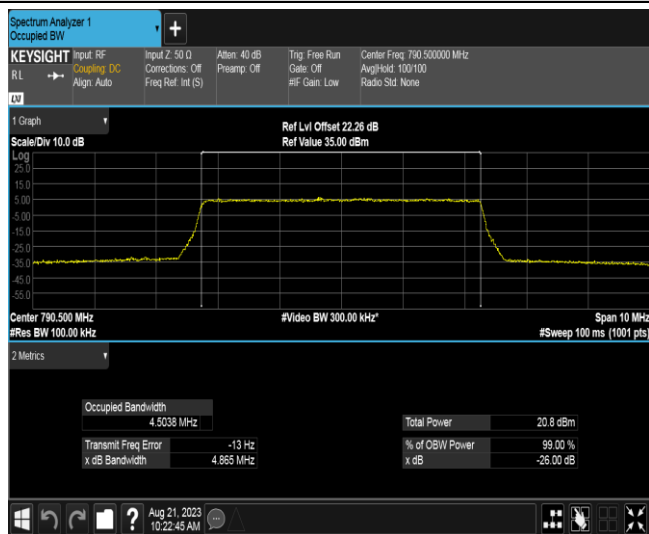 Spectrum Analyzer 1
Occupied BW
+
KEYSIGHT
RL
LXI
Input: RF
Coupling: DC
Align: Auto
Input Z: 50 Ω
Corrections: Off
Freq Ref: Int (S)
Atten: 40 dB
Preamp: Off
Trig: Free Run
Gate: Off
#IF Gain: Low
Center Freq: 790.500000 MHz
Avg|Hold: 100/100
Radio Std: None
1 Graph
Scale/Div 10.0 dB
Ref Lvl Offset 22.26 dB
Ref Value 35.00 dBm
Log
25.0
15.0
5.00
-5.00
-15.0
-25.0
-35.0
-45.0
-55.0
Center 790.500 MHz
#Res BW 100.00 kHz
#Video BW 300.00 kHz*
Span 10 MHz
#Sweep 100 ms (1001 pts)
2 Metrics
Occupied Bandwidth
4.5038 MHz
Transmit Freq Error -13 Hz
x dB Bandwidth 4.865 MHz
Total Power 20.8 dBm
% of OBW Power 99.00 %
x dB -26.00 dB
?
Aug 21, 2023
10:22:45 AM